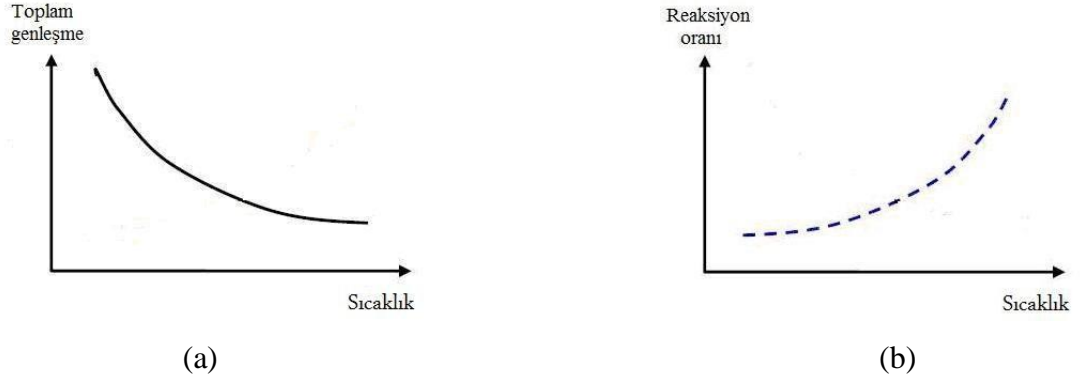 Toplam
genleşme
Sıcaklık
(a)
Reaksiyon
oranı
Sıcaklık
(b)